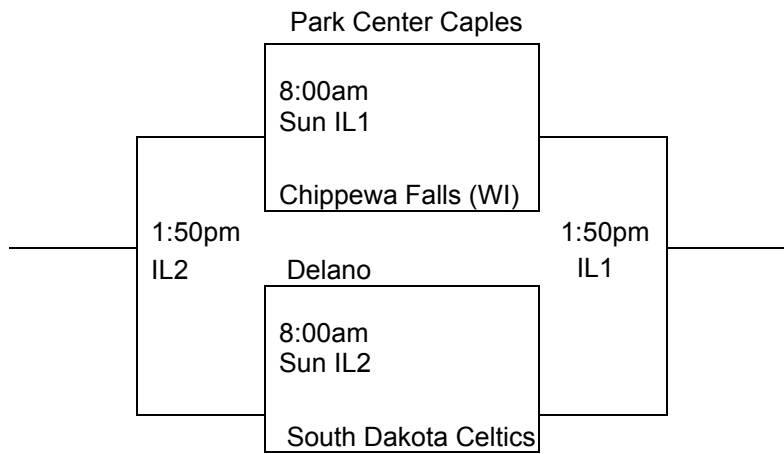 Park Center Caples
8:00am
Sun IL1
Chippewa Falls (WI)
1:50pm
IL2
1:50pm
IL1
Delano
8:00am
Sun IL2
South Dakota Celtics